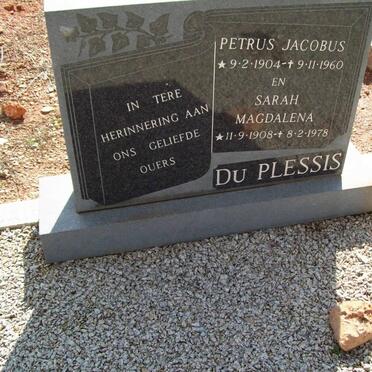 IN TERE
HERINNERING AAN
ONS GELIEFDE
OUERS
PETRUS JACOBUS
★9·2·1904-✝9·11·1960
EN
SARAH
MAGDALENA
★11·9·1908-✝8·2·1978
DU PLESSIS